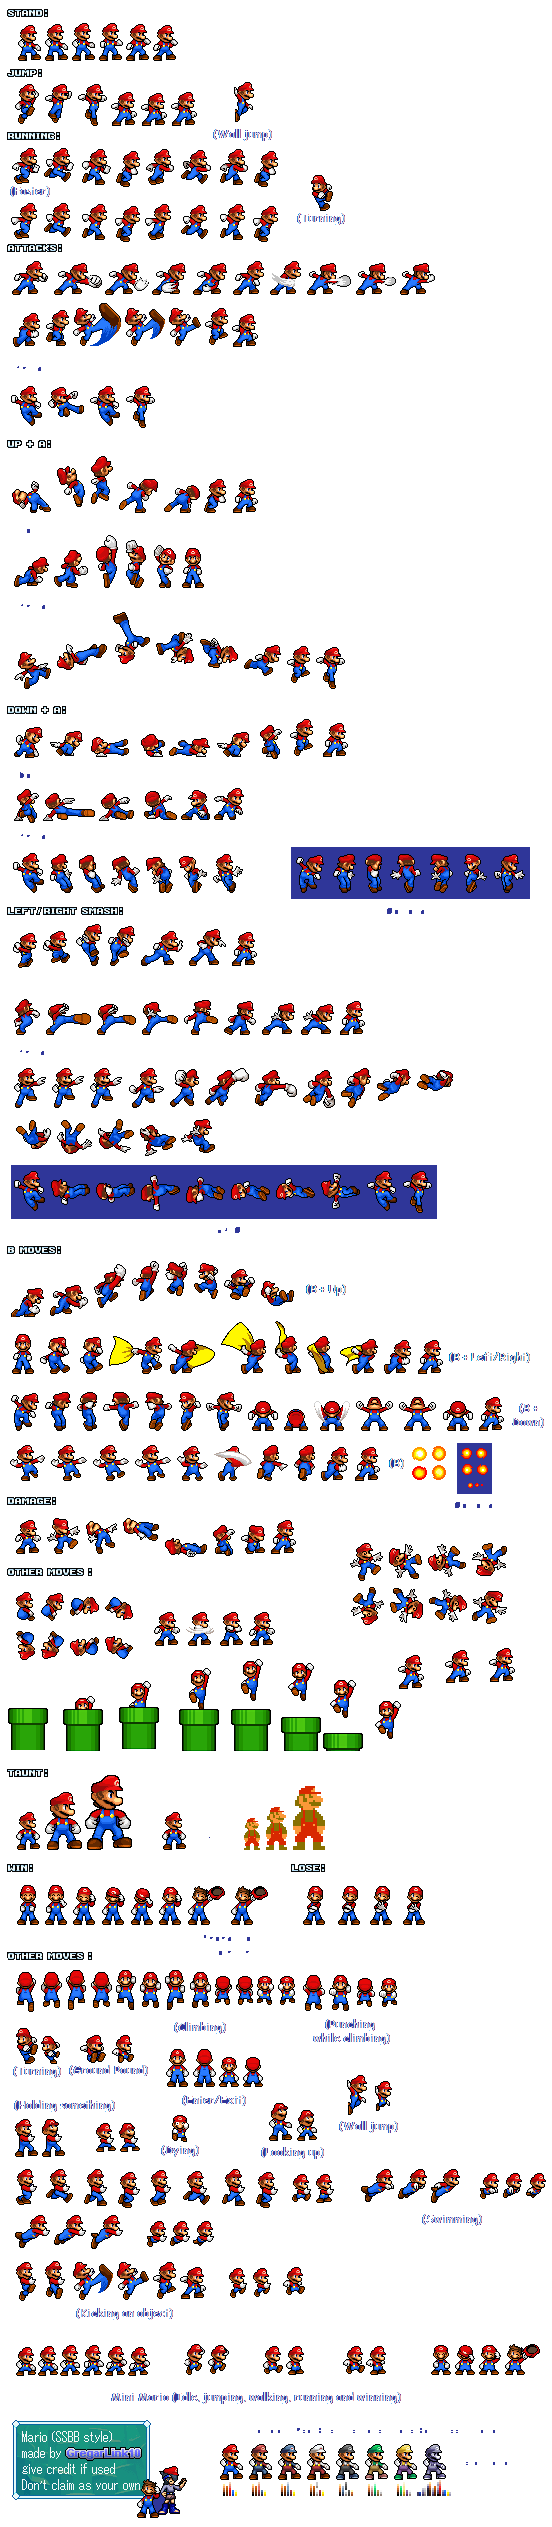 STAND:
JUMP:
(Wall jump)
RUNNING:
(Faster)
(Turning)
ATTACKS:
UP + A:
DOWN + A:
LEFT/RIGHT SMASH:
B MOVES:
(B + Up)
(B + Left/Right)
(B +
Down)
(B)
DAMAGE:
OTHER MOVES :
TAUNT:
WIN:
LOSE:
OTHER MOVES :
(Climbing)
(Punching
while climbing)
(Turning)
(Ground Pound)
(Enter/Exit)
(Holding something)
(Wall jump)
(Dying)
(Looking up)
(Swimming)
(Kicking an object)
Mini Mario (Idle, jumping, walking, running and winning)
Mario (SSBB style)
made by GregarLink10
give credit if used
Don't claim as your own